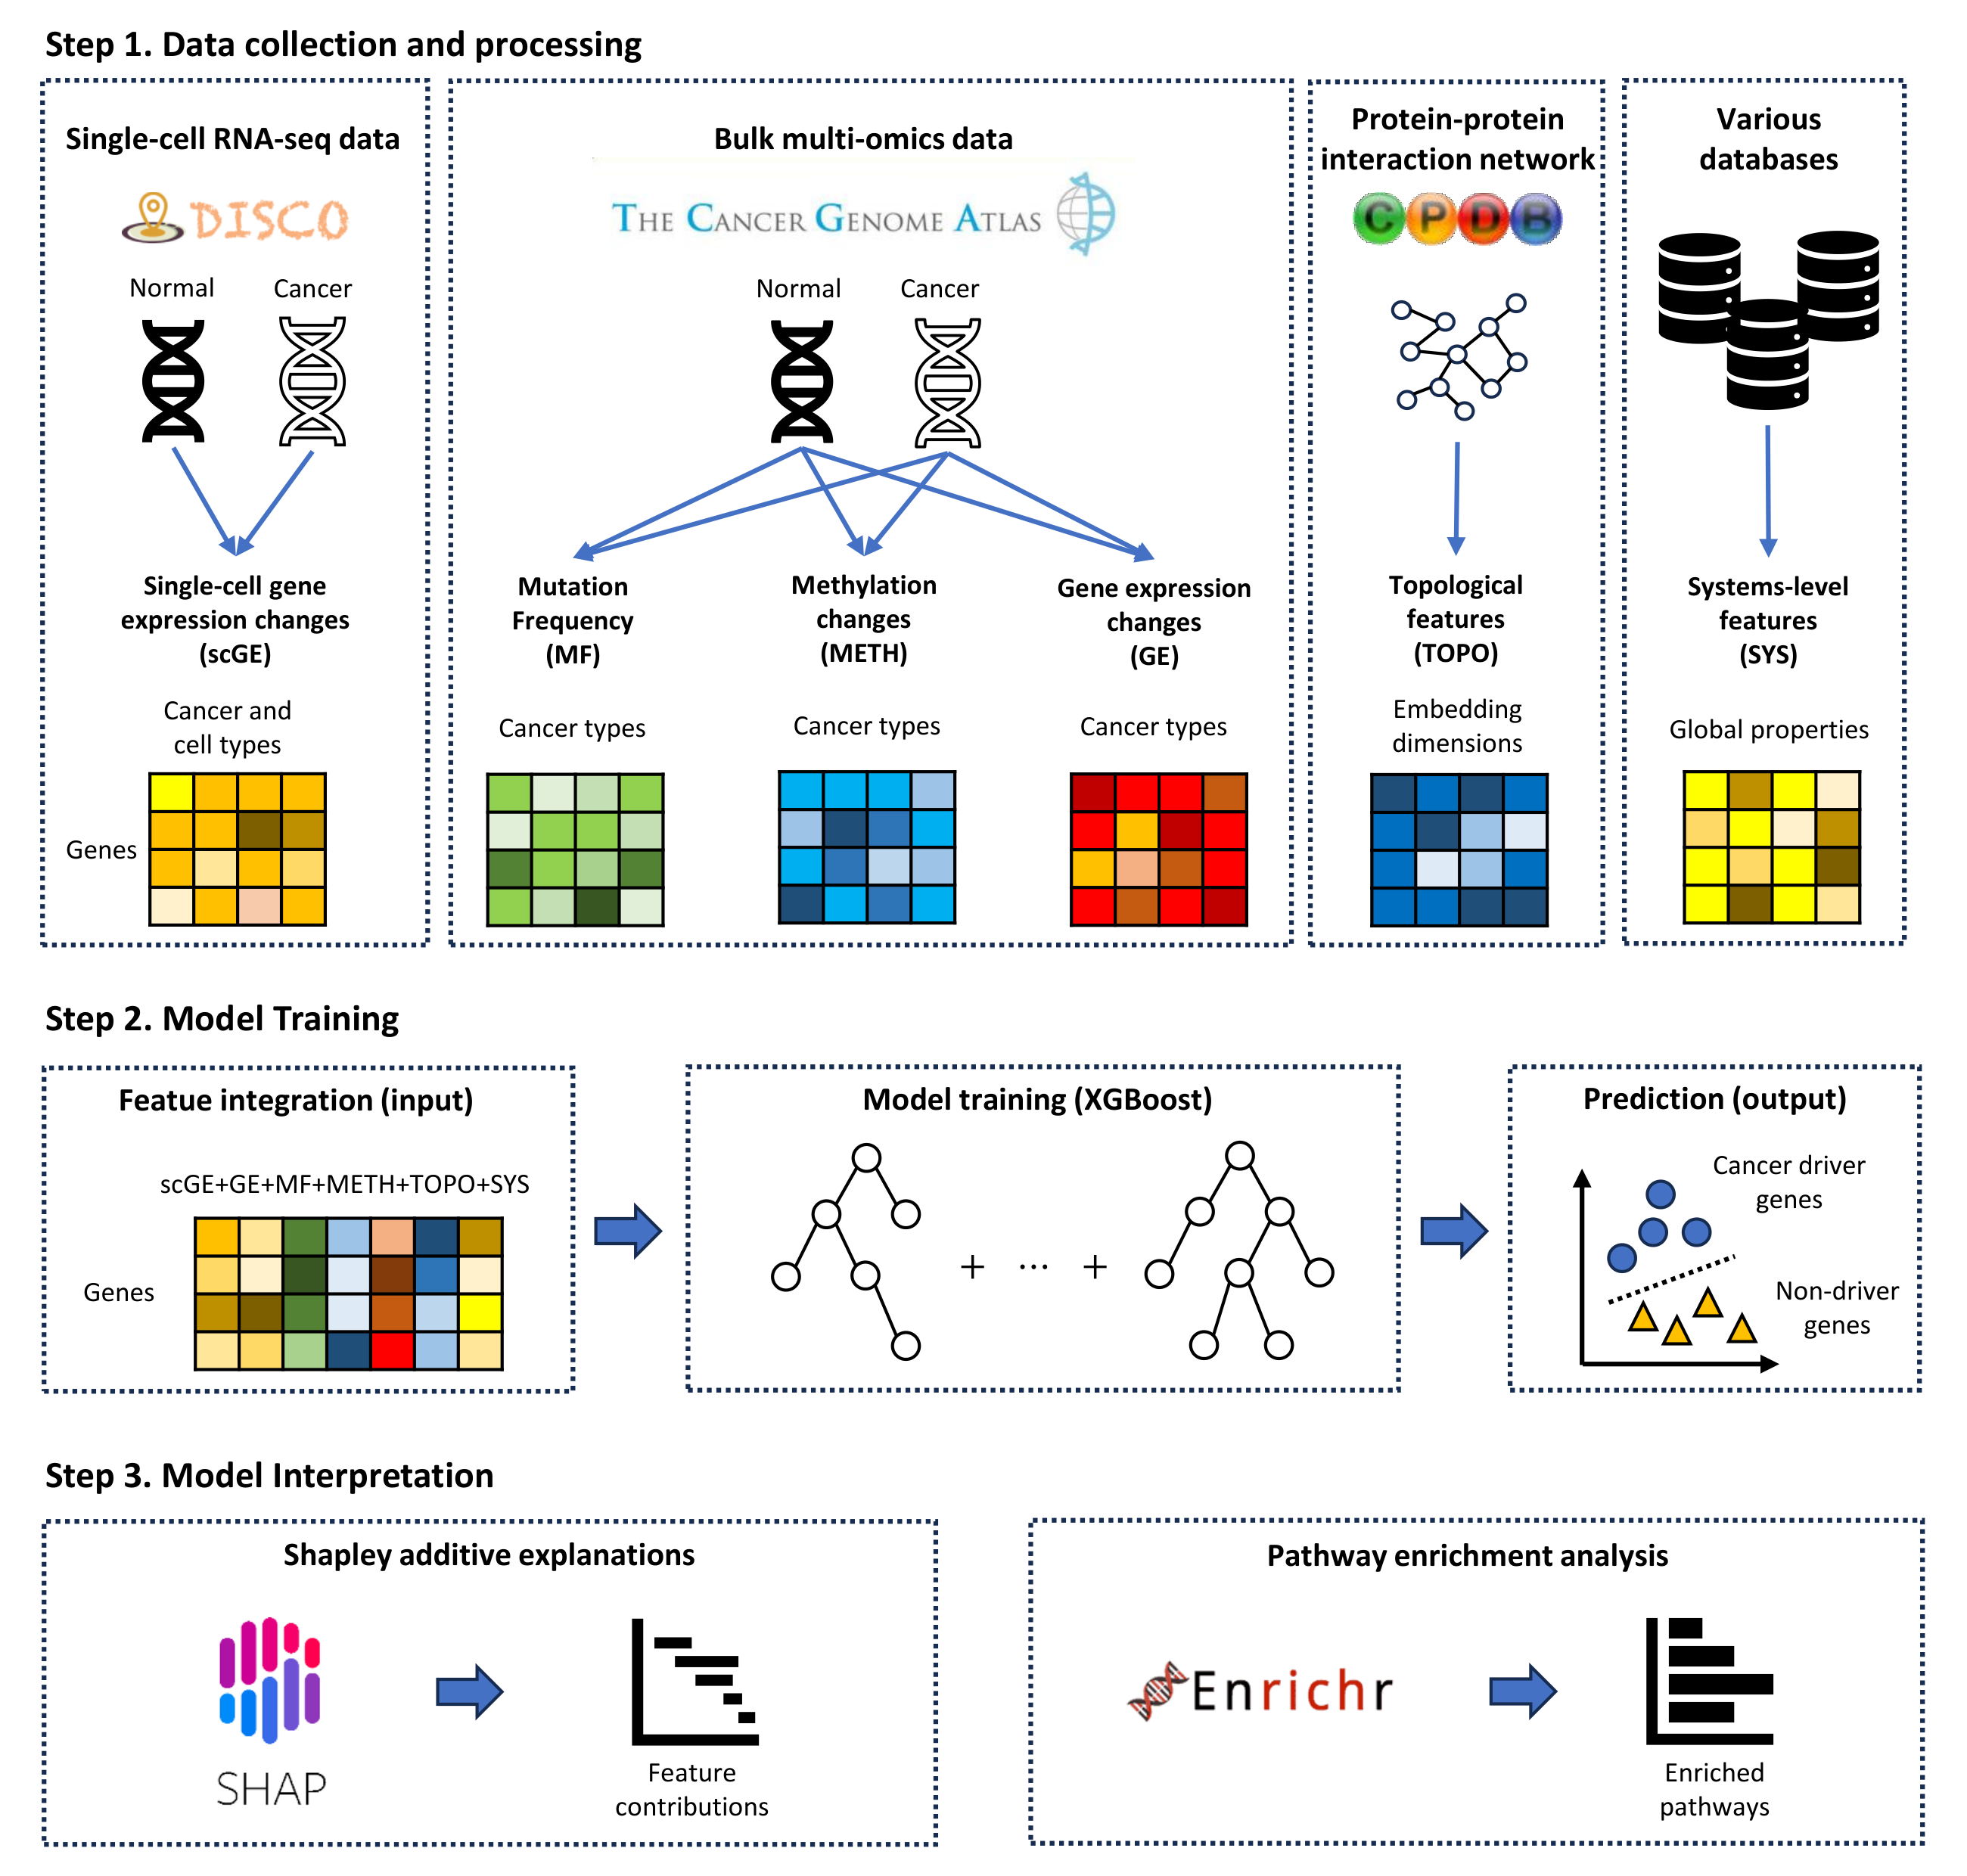 Step 1. Data collection and processing
Single-cell RNA-seq data
DISCO
Normal
Cancer
Single-cell gene
expression changes
(scGE)
Cancer and
cell types
Genes
Bulk multi-omics data
THE CANCER GENOME ATLAS
Normal
Cancer
Mutation
Frequency
(MF)
Cancer types
Methylation
changes
(METH)
Cancer types
Gene expression
changes
(GE)
Cancer types
Protein-protein
interaction network
CPDB
Topological
features
(TOPO)
Embedding
dimensions
Various
databases
Systems-level
features
(SYS)
Global properties
Step 2. Model Training
Featue integration (input)
scGE+GE+MF+METH+TOPO+SYS
Genes
Model training (XGBoost)
+ ... +
Prediction (output)
Cancer driver
genes
Non-driver
genes
Step 3. Model Interpretation
Shapley additive explanations
SHAP
Feature
contributions
Pathway enrichment analysis
Enrichr
Enriched
pathways